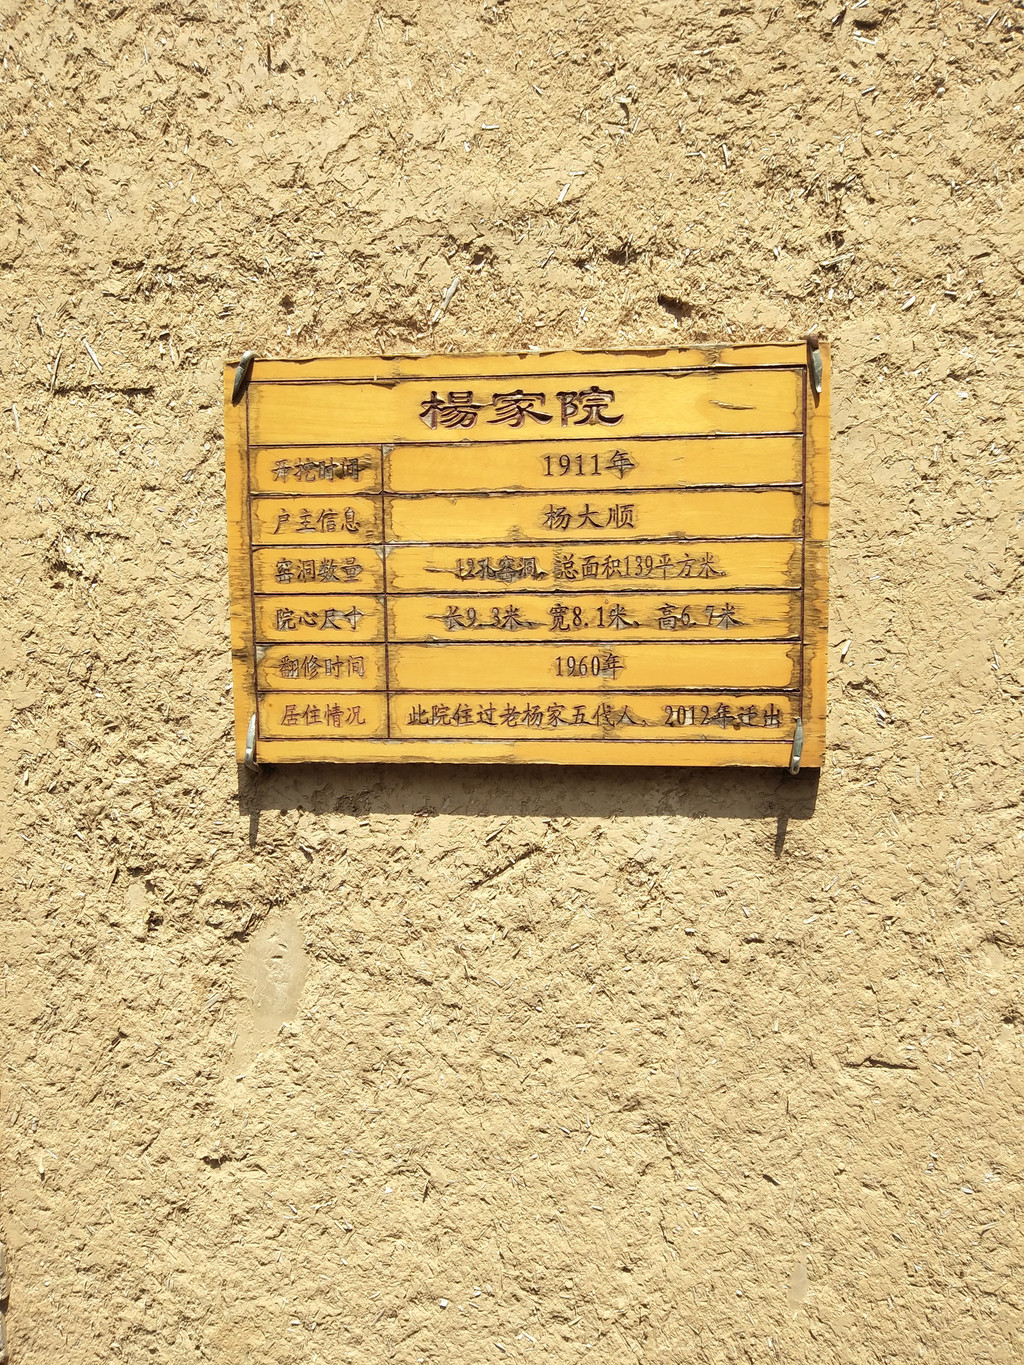 楊家院
开挖时间 1911年
户主信息 杨大顺
窑洞数量 12孔窑洞、总面积139平方米。
院心尺寸 长9.3米、宽8.1米、高6.7米
翻修时间 1960年
居住情况 此院住过老杨家五代人、2012年迁出